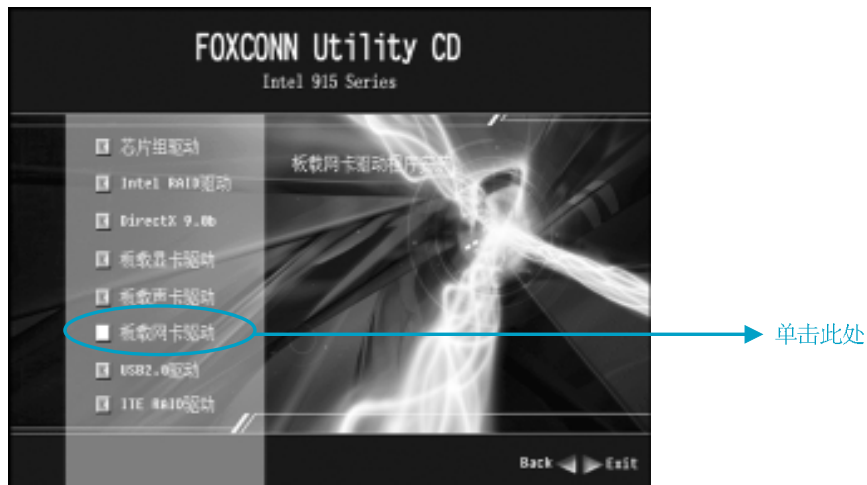 FOXCONN Utility CD
Intel 915 Series
芯片组驱动
Intel RAID驱动
DirectX 9.0b
板载显卡驱动
板载声卡驱动
板载网卡驱动
USB2.0驱动
ITE RAID驱动
板载网卡驱动程序安装
单击此处
Back
Exit